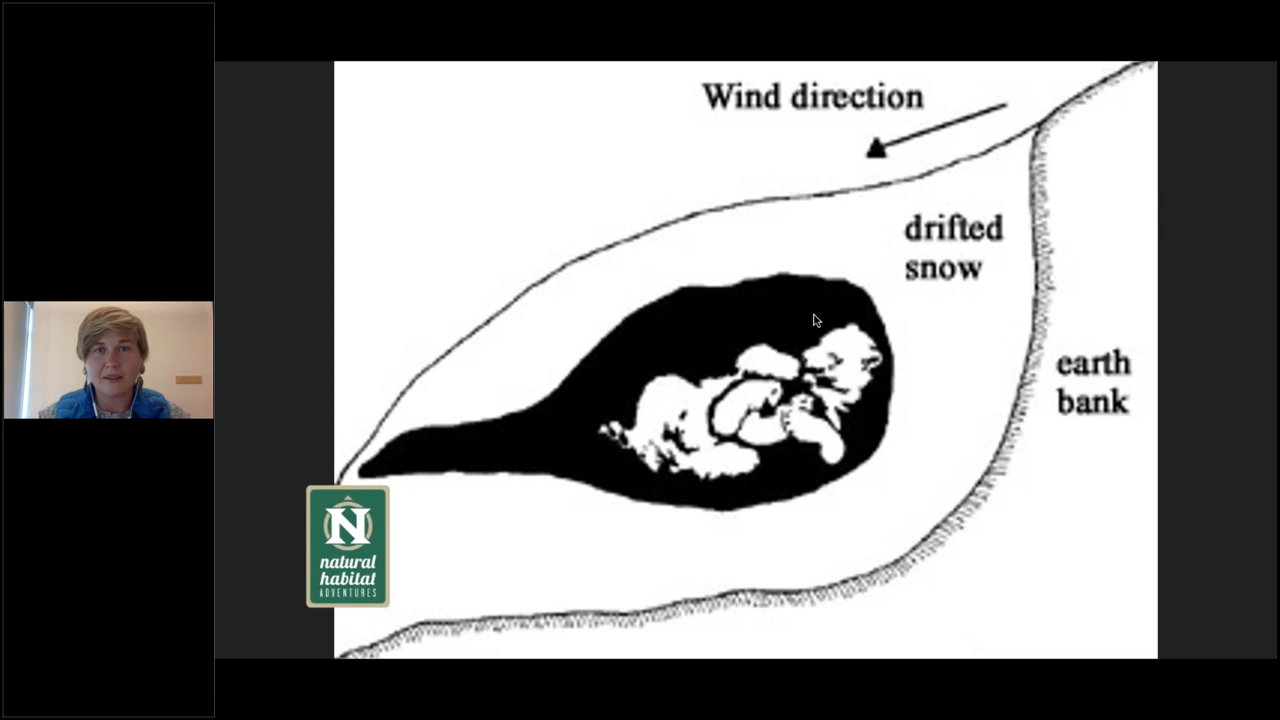 Wind direction
drifted
snow
earth
bank
N
natural
habitat
ADVENTURES